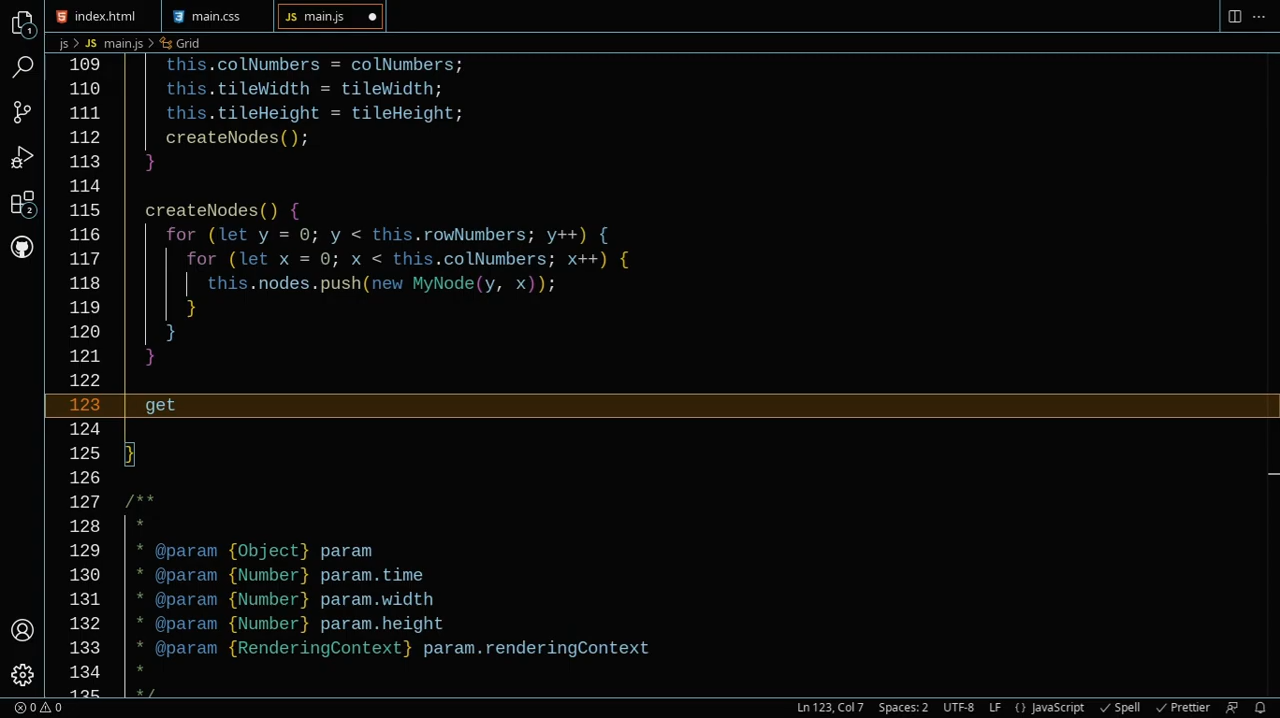 index.html
main.css
JS main.js
js > JS main.js > Grid
109 this.colNumbers = colNumbers;
110 this.tileWidth = tileWidth;
111 this.tileHeight = tileHeight;
112 createNodes();
113 }
114
115 createNodes() {
116 for (let y = 0; y < this.rowNumbers; y++) {
117 for (let x = 0; x < this.colNumbers; x++) {
118 this.nodes.push(new MyNode(y, x));
119 }
120 }
121 }
122
123 get
124
125 }
126
127 /**
128 *
129 * @param {Object} param
130 * @param {Number} param.time
131 * @param {Number} param.width
132 * @param {Number} param.height
133 * @param {RenderingContext} param.renderingContext
134 *
135 */
1
2
0 0 Ln 123, Col 7 Spaces: 2 UTF-8 LF {} JavaScript ✓ Spell ✓ Prettier